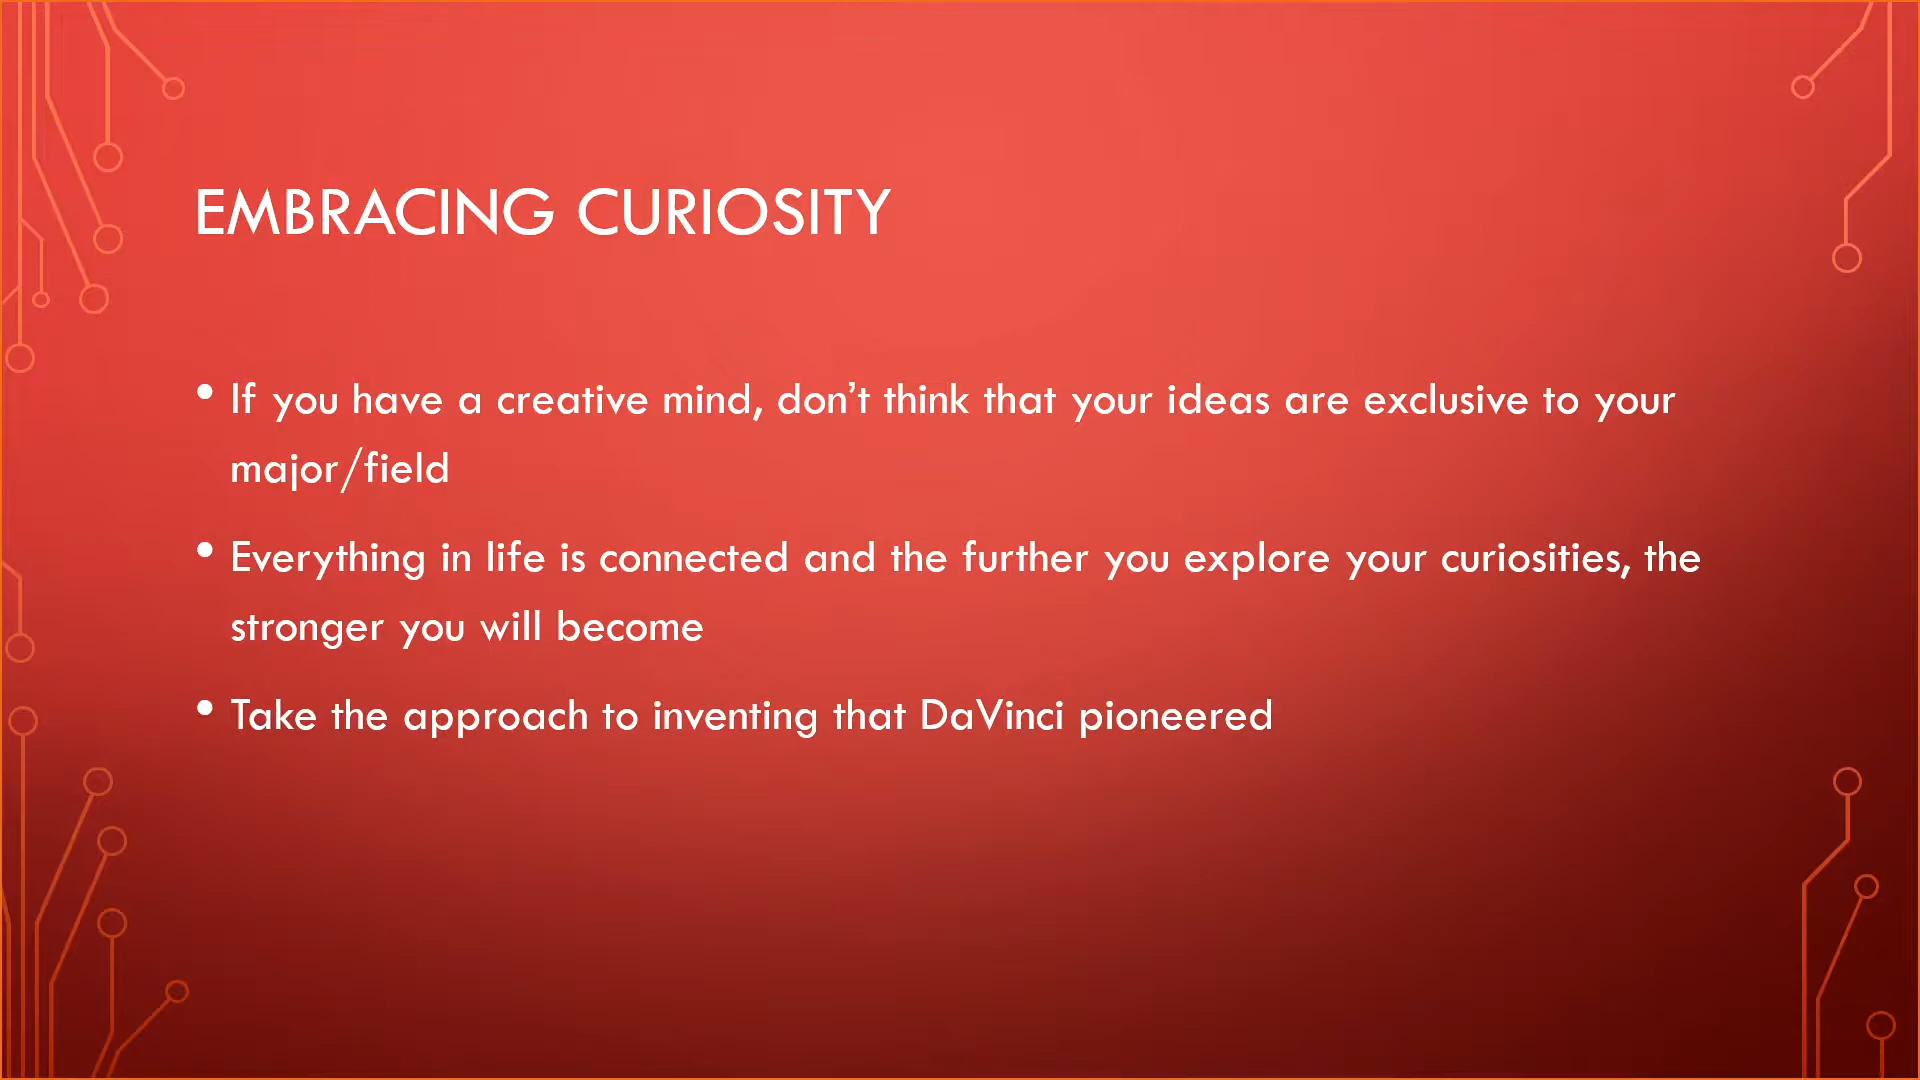 EMBRACING CURIOSITY
• If you have a creative mind, don’t think that your ideas are exclusive to your
major/field
• Everything in life is connected and the further you explore your curiosities, the
stronger you will become
• Take the approach to inventing that DaVinci pioneered